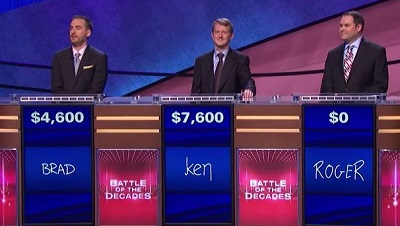 $4,600
$7,600
$0
BRAD
Ken
ROGER
BATTLE
OF THE
DECADES
BATTLE
OF THE
DECADES